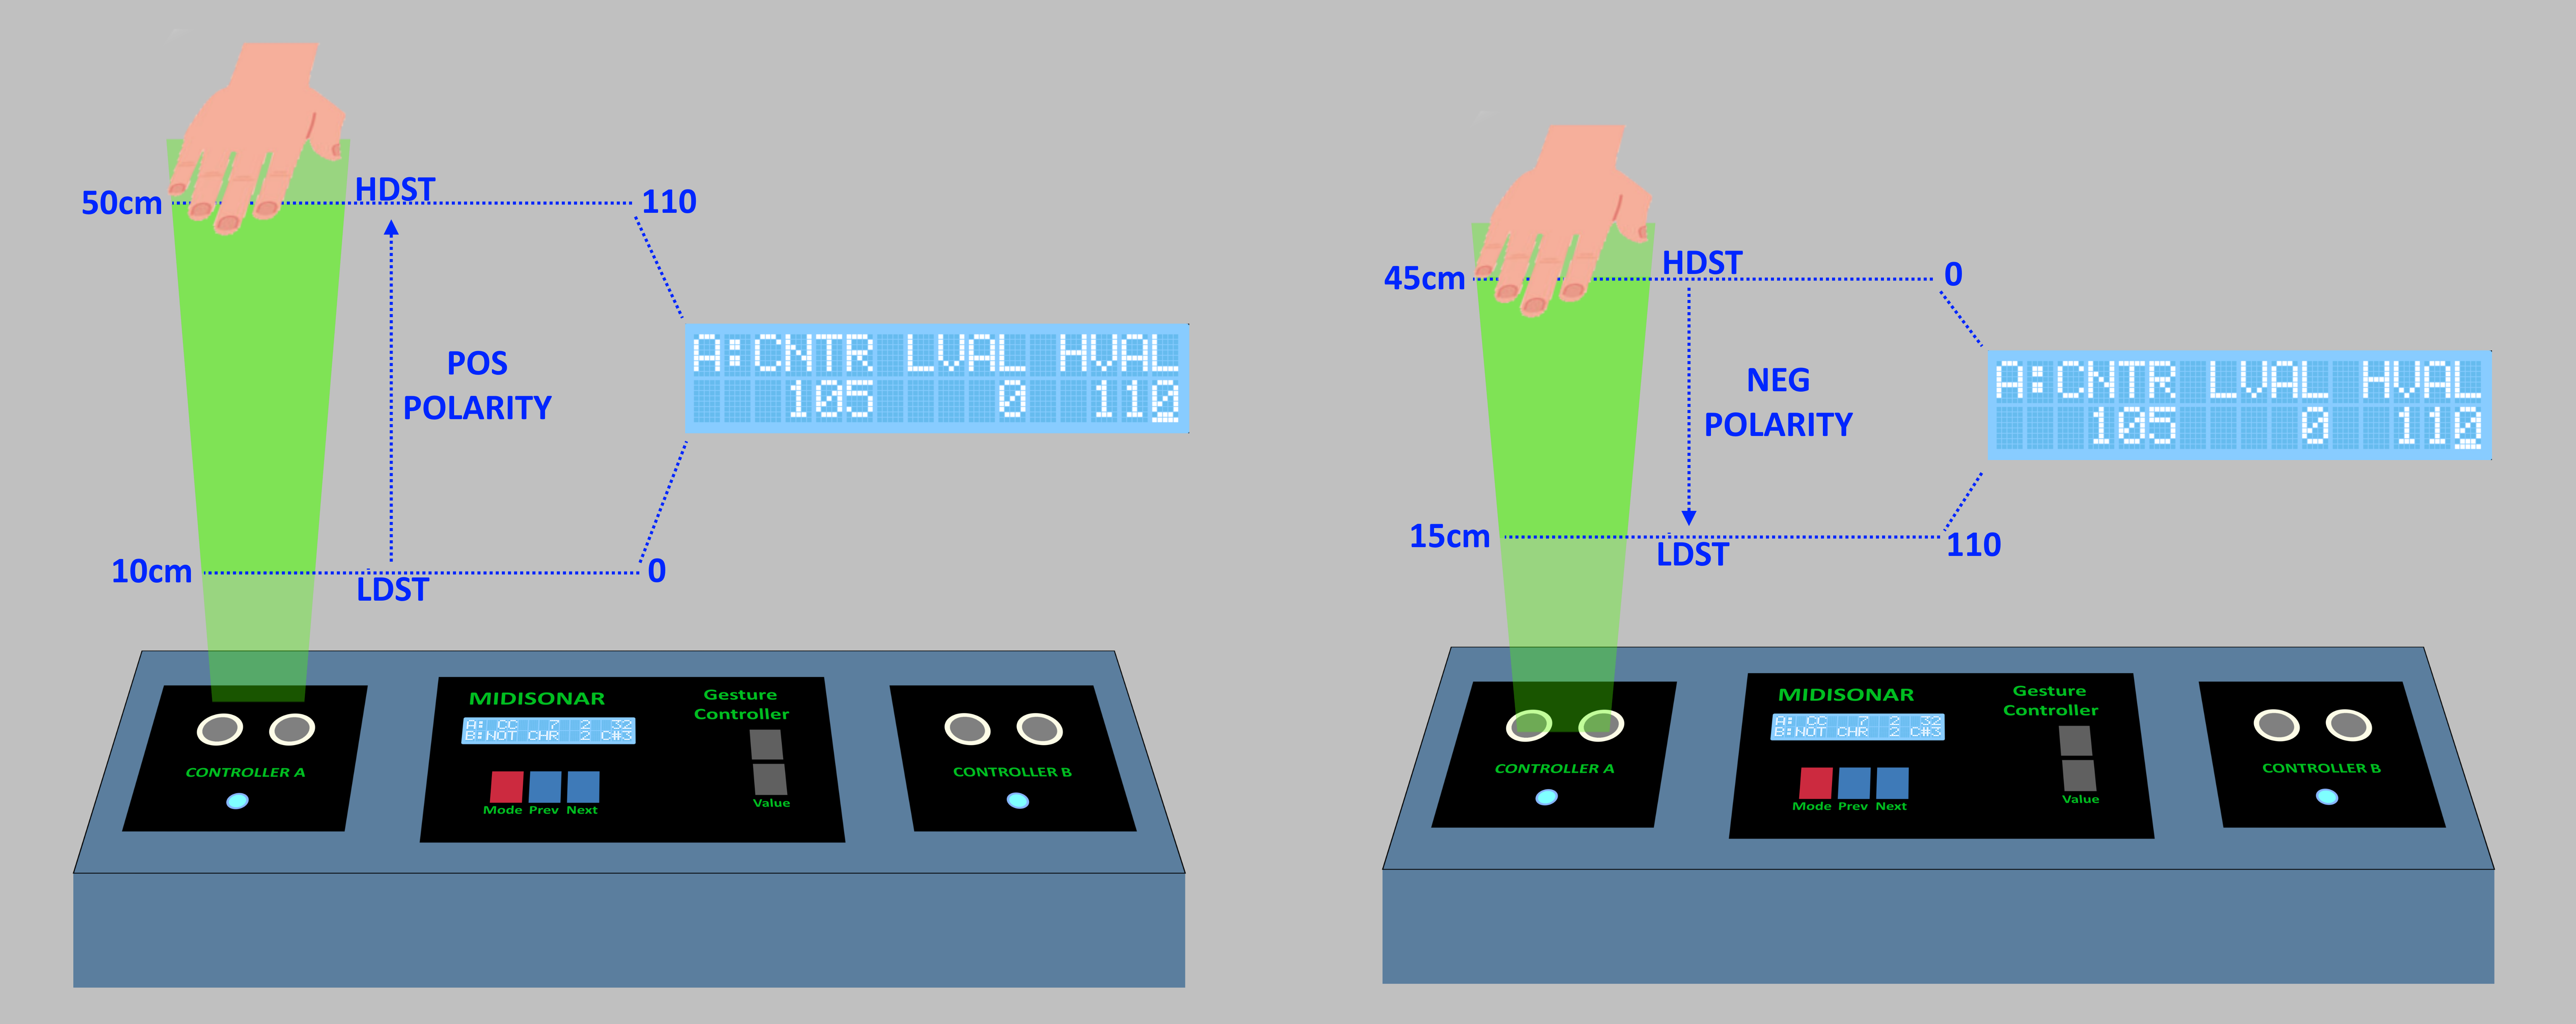 50cm
HDST
110
POS
POLARITY
A:CNTR LVAL HVAL
105 0 110
10cm
LDST
0
MIDISONAR
A: CC 7 2 32
B:NOT CHR 2 C#3
Gesture
Controller
Mode Prev Next
Value
CONTROLLER A
CONTROLLER B
45cm
HDST
0
NEG
POLARITY
A:CNTR LVAL HVAL
105 0 110
15cm
LDST
110
MIDISONAR
A: CC 7 2 32
B:NOT CHR 2 C#3
Gesture
Controller
Mode Prev Next
Value
CONTROLLER A
CONTROLLER B